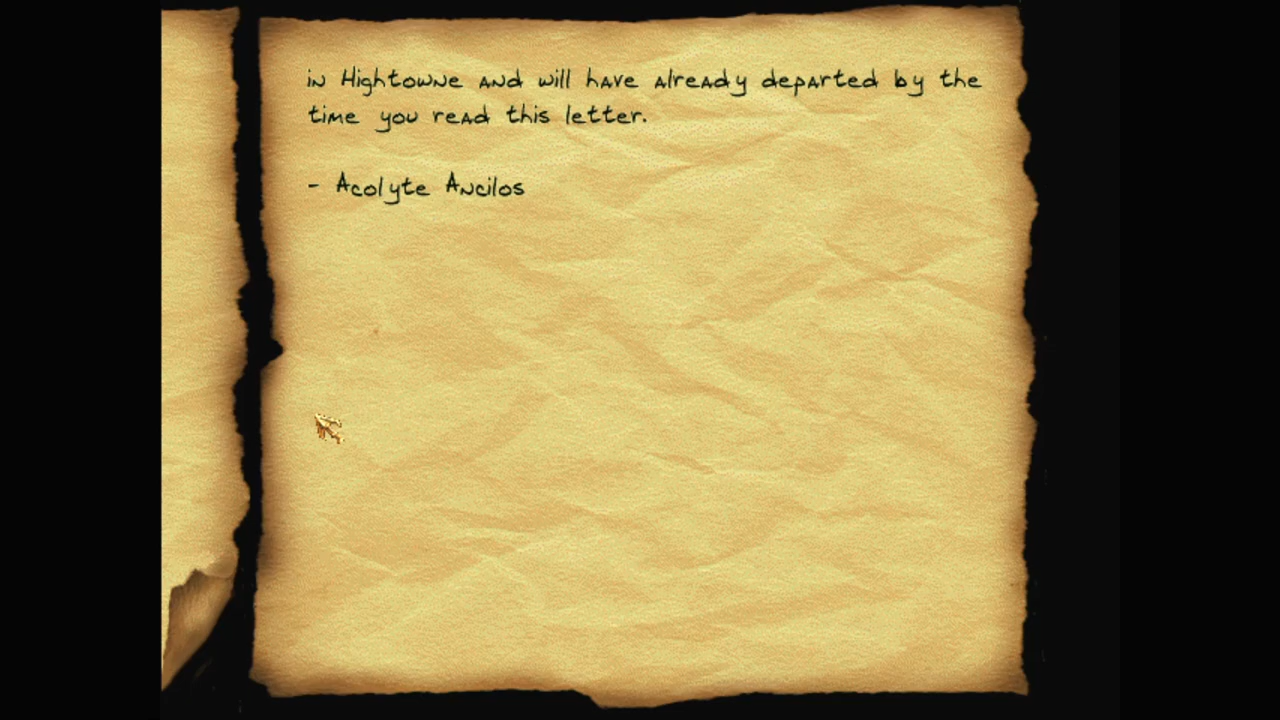 in Hightowne and will have already departed by the
time you read this letter.
- Acolyte Ancilos